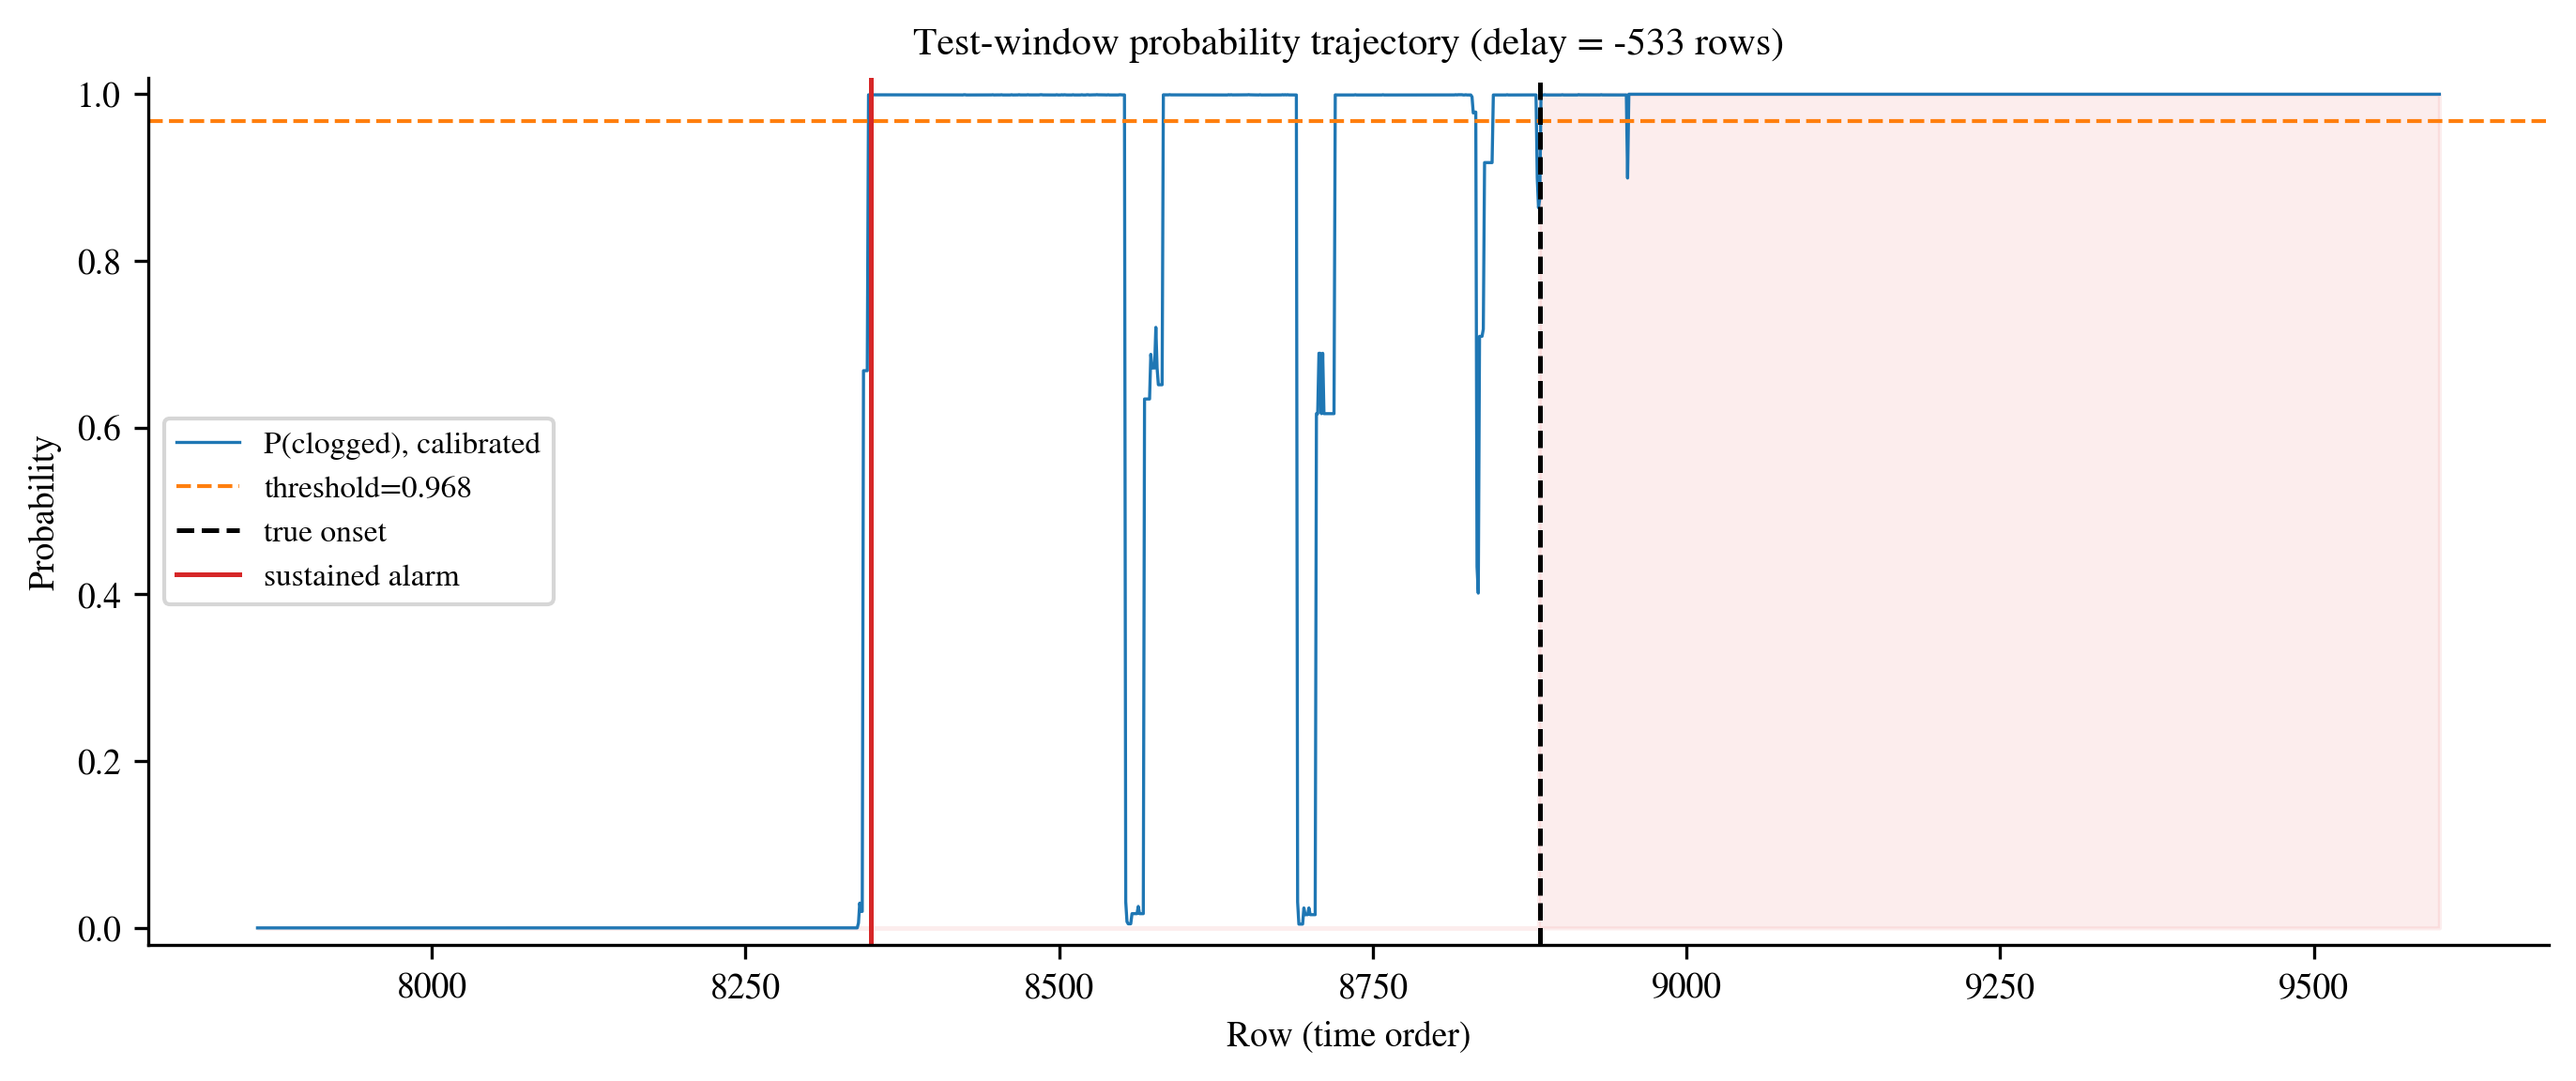 Test-window probability trajectory (delay = -533 rows)
1.0
0.8
0.6
0.4
0.2
0.0
Probability
P(clogged), calibrated
threshold=0.968
true onset
sustained alarm
8000
8250
8500
8750
9000
9250
9500
Row (time order)